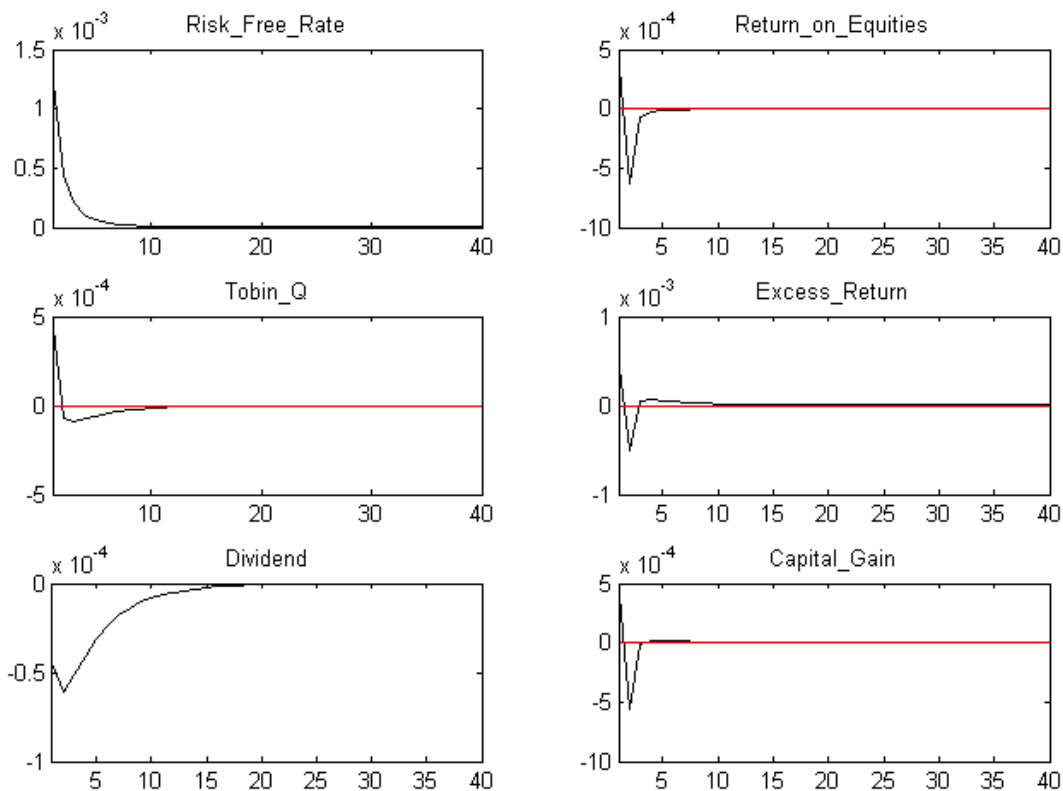 Risk_Free_Rate
x 10^-3
1.5
1
0.5
0
10 20 30 40
Return_on_Equities
x 10^-4
5
0
-5
-10
5 10 15 20 25 30 35 40
Tobin_Q
x 10^-4
5
0
-5
10 20 30 40
Excess_Return
x 10^-3
1
0
-1
5 10 15 20 25 30 35 40
Dividend
x 10^-4
0
-0.5
-1
5 10 15 20 25 30 35 40
Capital_Gain
x 10^-4
5
0
-5
-10
5 10 15 20 25 30 35 40